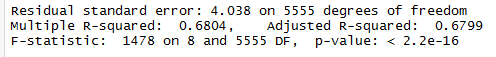 Residual standard error: 4.038 on 5555 degrees of freedom
Multiple R-squared:  0.6804,    Adjusted R-squared:  0.6799
F-statistic:  1478 on 8 and 5555 DF,  p-value: < 2.2e-16